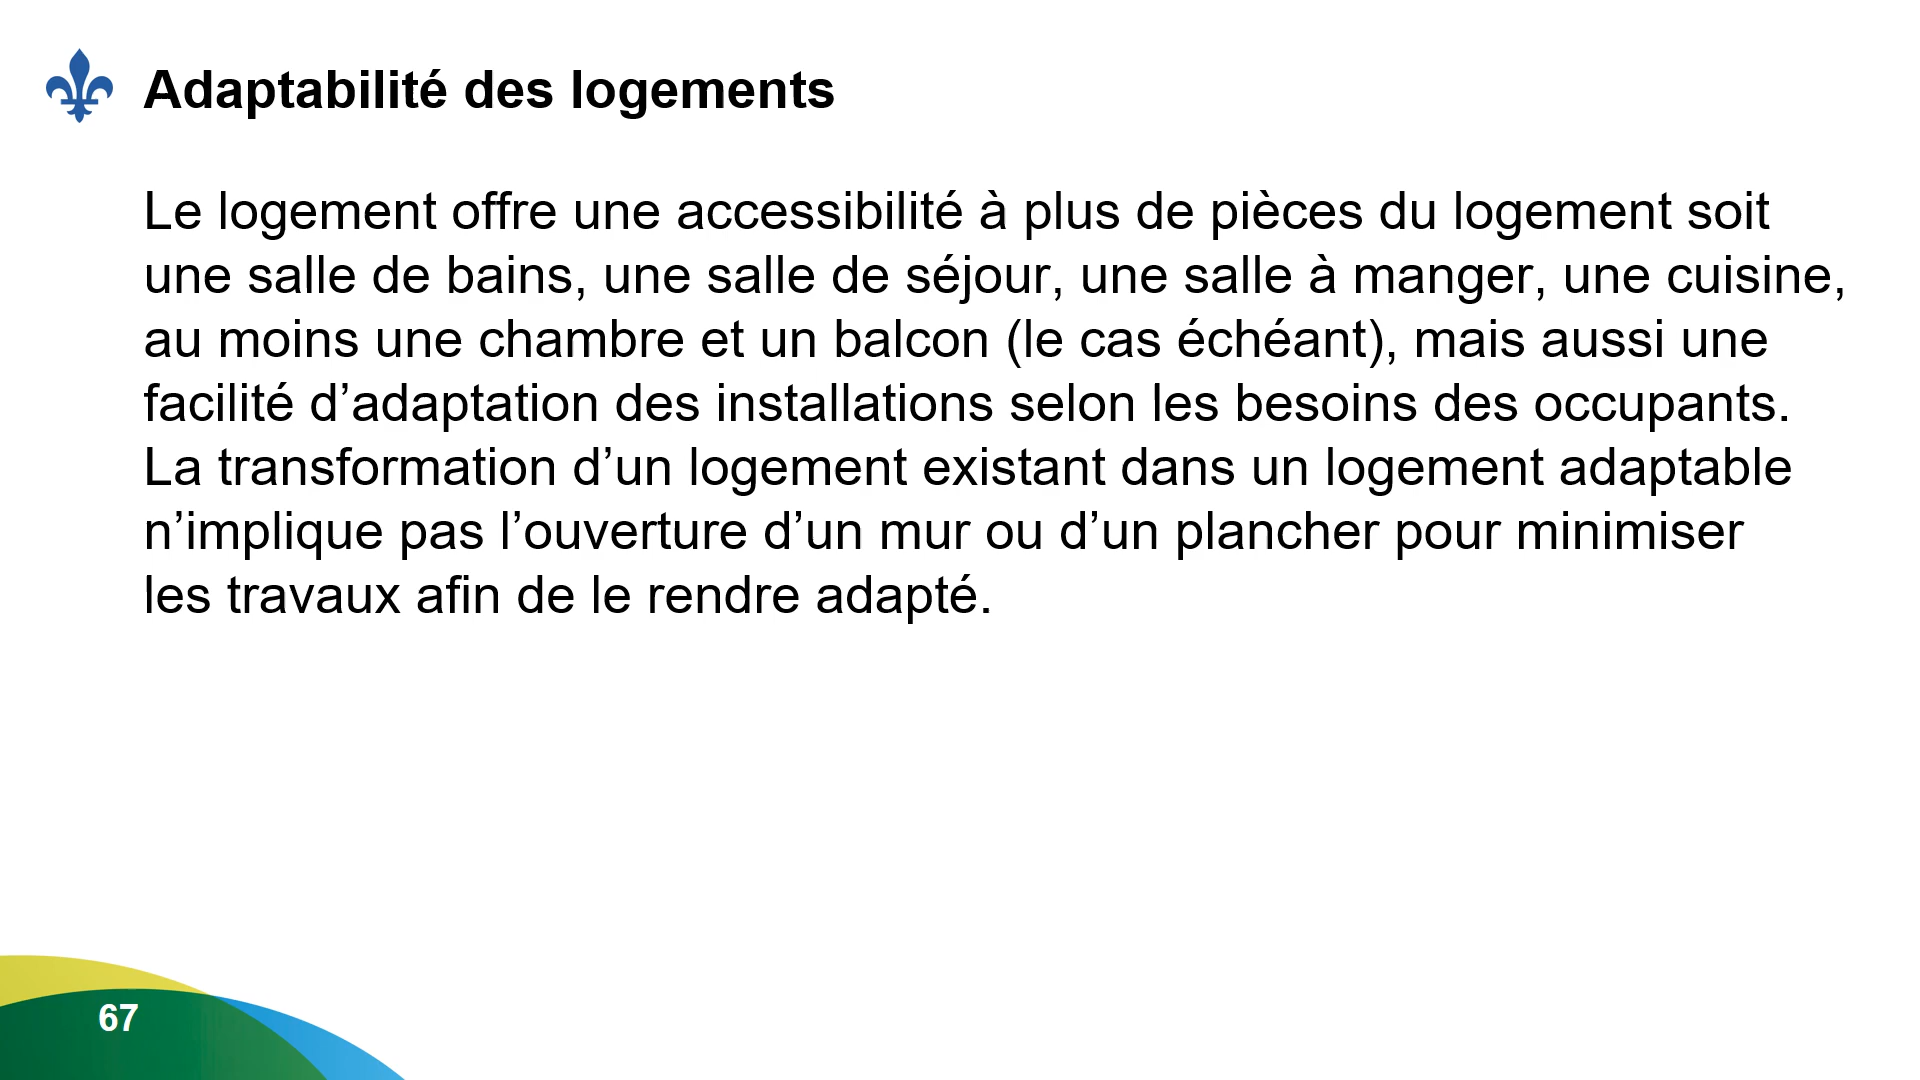 Adaptabilité des logements
Le logement offre une accessibilité à plus de pièces du logement soit
une salle de bains, une salle de séjour, une salle à manger, une cuisine,
au moins une chambre et un balcon (le cas échéant), mais aussi une
facilité d’adaptation des installations selon les besoins des occupants.
La transformation d’un logement existant dans un logement adaptable
n’implique pas l’ouverture d’un mur ou d’un plancher pour minimiser
les travaux afin de le rendre adapté.
67